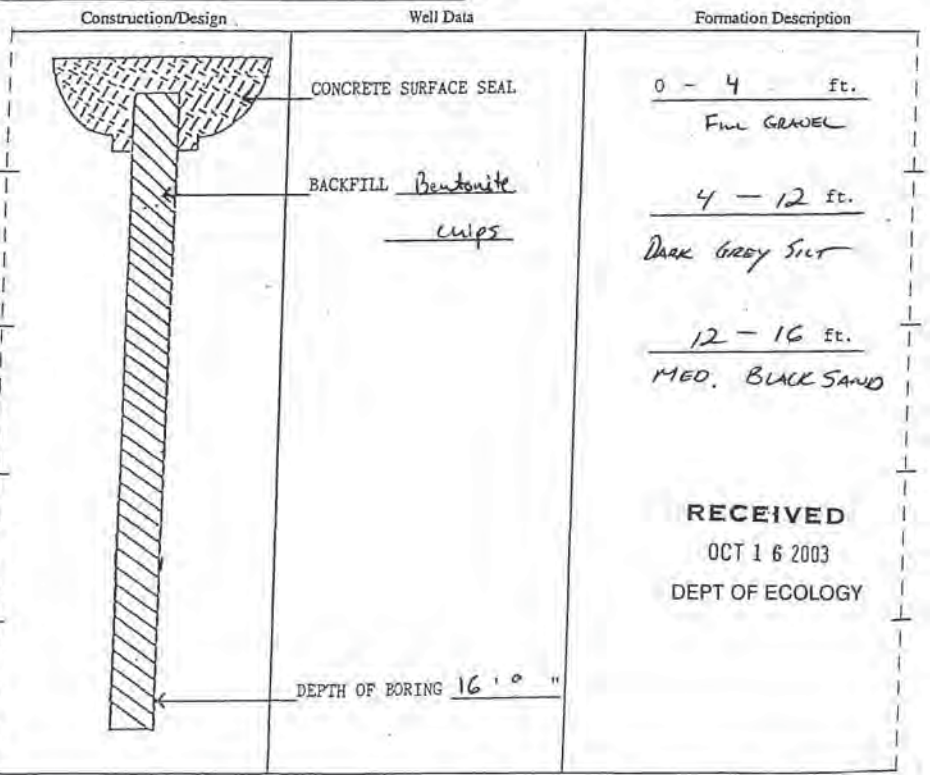 Construction/Design Well Data Formation Description
CONCRETE SURFACE SEAL
0 - 4 ft.
FILL GRAVEL
BACKFILL Bentonite
chips
4 - 12 ft.
DARK GREY SILT
12 - 16 ft.
MED. BLACK SAND
RECEIVED
OCT 16 2003
DEPT OF ECOLOGY
DEPTH OF BORING 16 ' 0 "